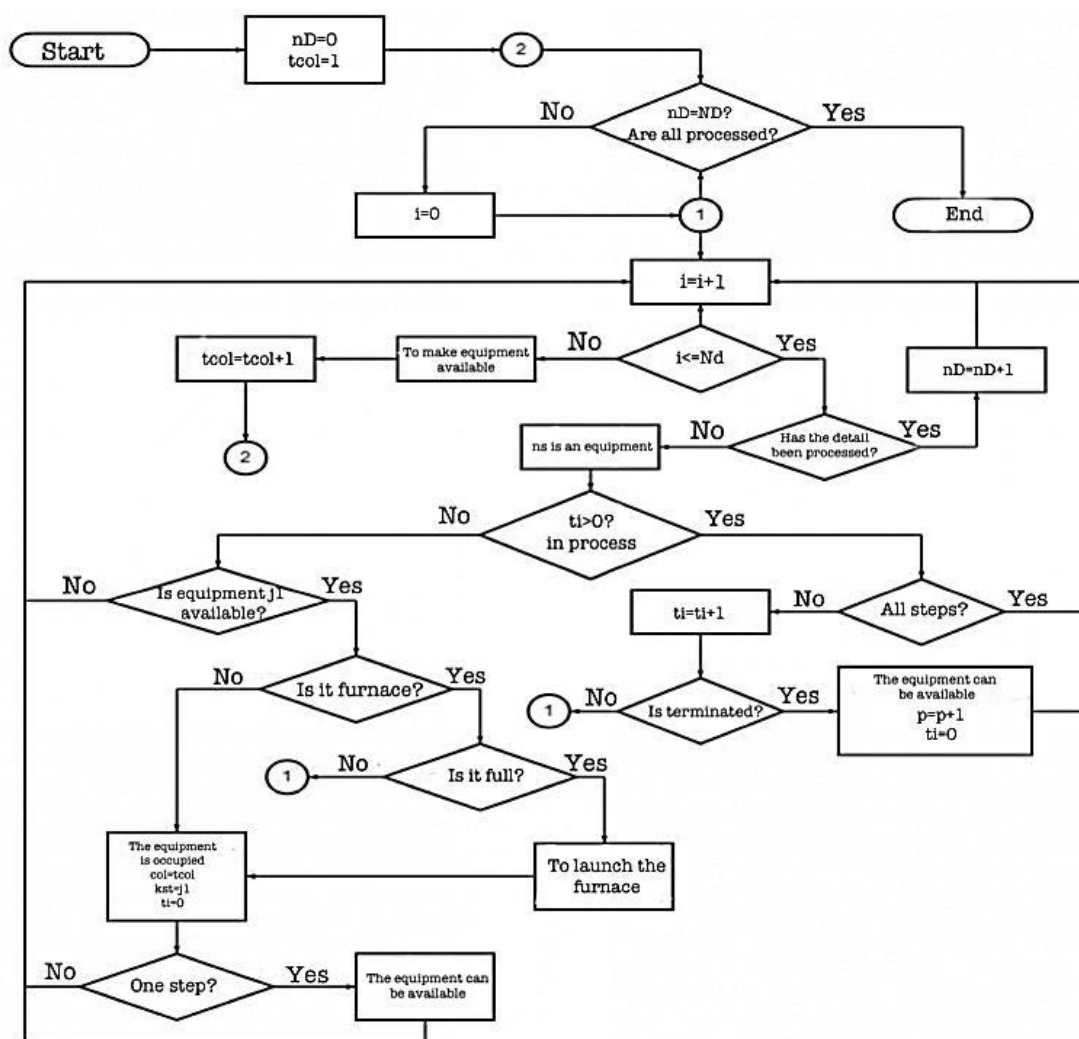 Start
nD=0
tcol=1
2
nD=ND?
Are all processed?
No
Yes
i=0
1
End
i=i+1
i<=Nd
No
Yes
To make equipment
available
tcol=tcol+1
2
nD=nD+1
Has the detail
been processed?
No
Yes
ns is an equipment
ti>0?
in process
No
Yes
Is equipment j1
available?
No
Yes
All steps?
No
Yes
ti=ti+1
Is it furnace?
No
Yes
Is terminated?
No
Yes
1
The equipment can
be available
p=p+1
ti=0
Is it full?
No
Yes
1
The equipment
is occupied
col=tcol
kst=j1
ti=0
To launch the
furnace
One step?
No
Yes
The equipment can
be available